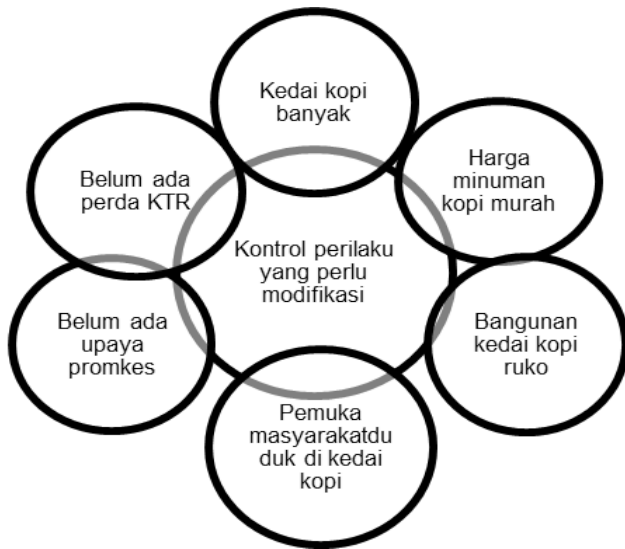 Kedai kopi
banyak
Harga
minuman
kopi murah
Belum ada
perda KTR
Kontrol perilaku
yang perlu
modifikasi
Belum ada
upaya
promkes
Bangunan
kedai kopi
ruko
Pemuka
masyarakatdu
duk di kedai
kopi